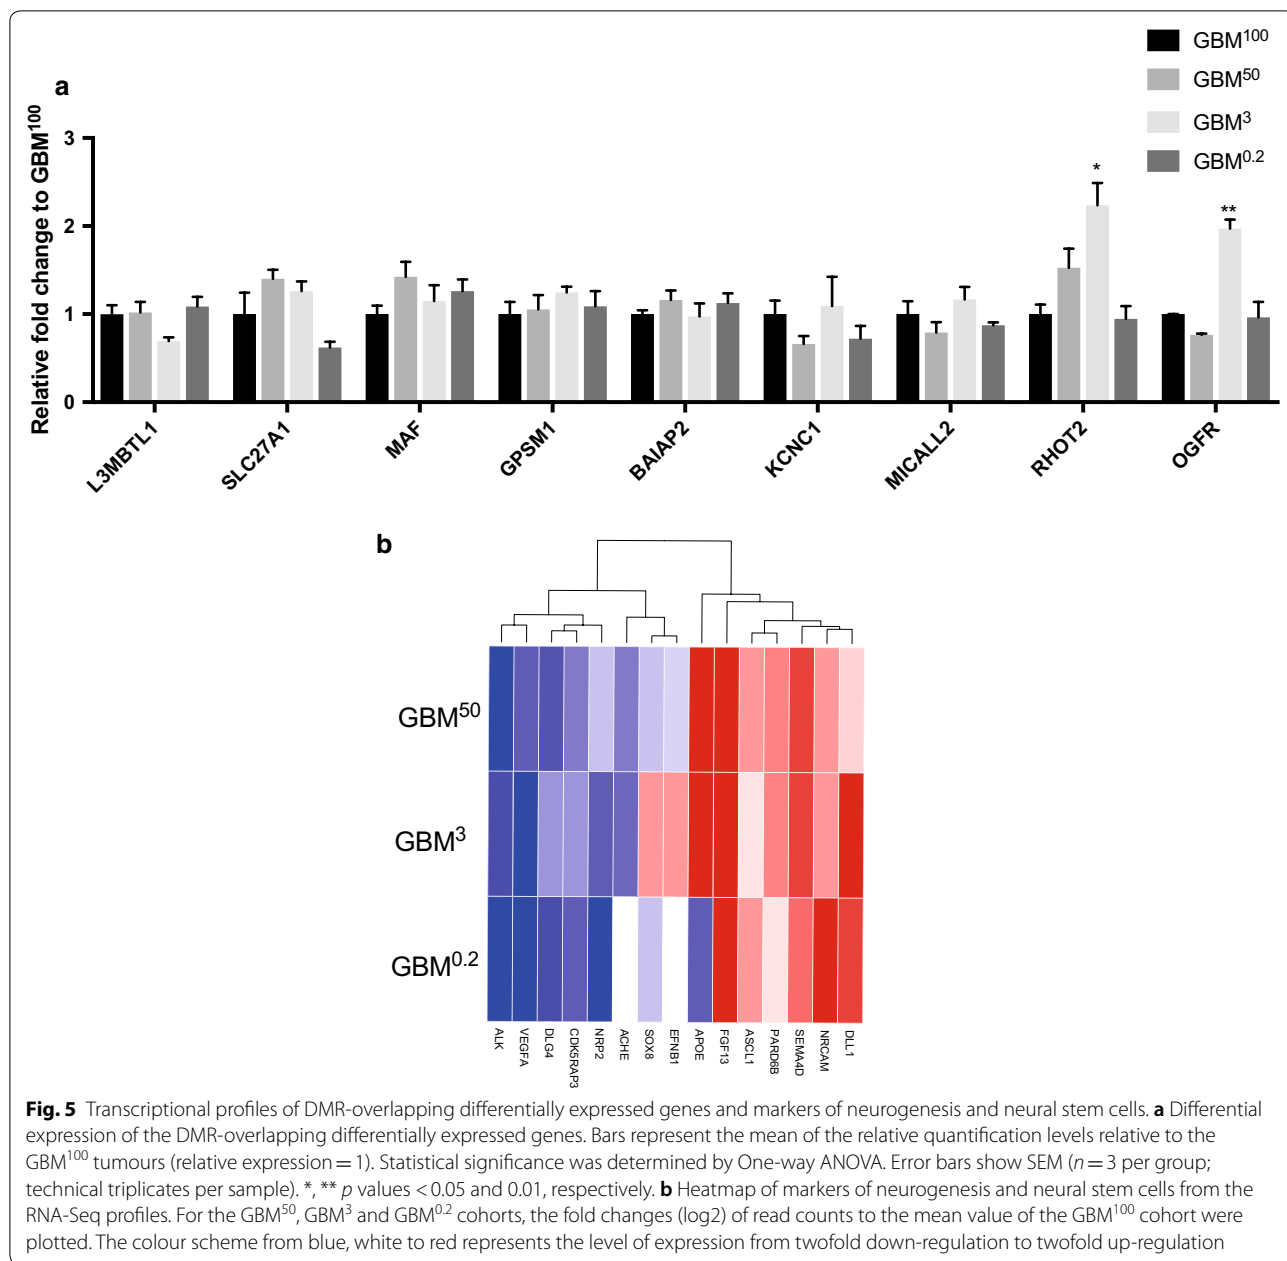 GBM100
GBM50
GBM3
GBM0.2
a
Relative fold change to GBM100
3
2
1
0
*
**
L3MBTL1
SLC27A1
MAF
GPSM1
BAIAP2
KCNC1
MICALL2
RHOT2
OGFR
b
GBM50
GBM3
GBM0.2
ALK
VEGFA
DLG4
CDK5RAP3
NRP2
ACHE
SOX8
EFNB1
APOE
FGF13
ASCL1
PARD6B
SEMA4D
NRCAM
DLL1
Fig. 5 Transcriptional profiles of DMR-overlapping differentially expressed genes and markers of neurogenesis and neural stem cells. a Differential
expression of the DMR-overlapping differentially expressed genes. Bars represent the mean of the relative quantification levels relative to the
GBM100 tumours (relative expression = 1). Statistical significance was determined by One-way ANOVA. Error bars show SEM (n = 3 per group;
technical triplicates per sample). *, ** p values < 0.05 and 0.01, respectively. b Heatmap of markers of neurogenesis and neural stem cells from the
RNA-Seq profiles. For the GBM50, GBM3 and GBM0.2 cohorts, the fold changes (log2) of read counts to the mean value of the GBM100 cohort were
plotted. The colour scheme from blue, white to red represents the level of expression from twofold down-regulation to twofold up-regulation